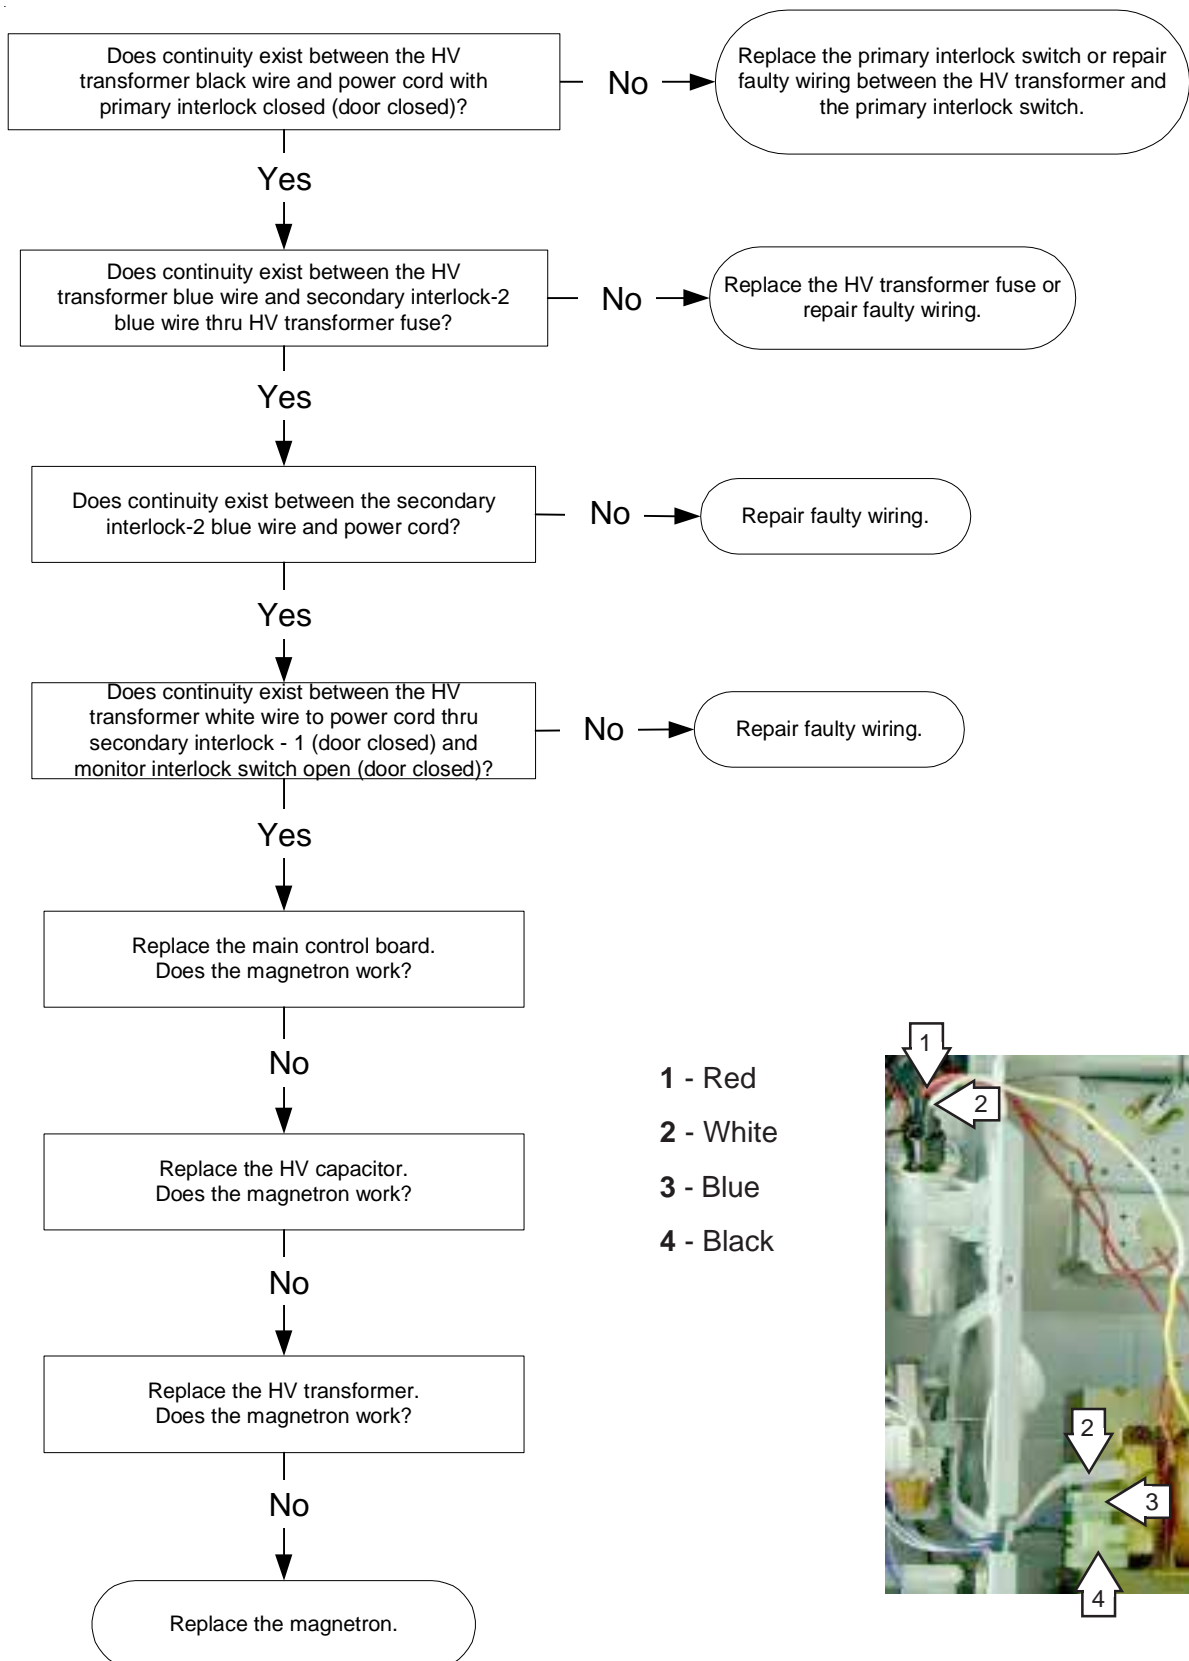 Does continuity exist between the HV
transformer black wire and power cord with
primary interlock closed (door closed)?
No
Replace the primary interlock switch or repair
faulty wiring between the HV transformer and
the primary interlock switch.
Yes
Does continuity exist between the HV
transformer blue wire and secondary interlock-2
blue wire thru HV transformer fuse?
No
Replace the HV transformer fuse or
repair faulty wiring.
Yes
Does continuity exist between the secondary
interlock-2 blue wire and power cord?
No
Repair faulty wiring.
Yes
Does continuity exist between the HV
transformer white wire to power cord thru
secondary interlock - 1 (door closed) and
monitor interlock switch open (door closed)?
No
Repair faulty wiring.
Yes
Replace the main control board.
Does the magnetron work?
No
Replace the HV capacitor.
Does the magnetron work?
No
Replace the HV transformer.
Does the magnetron work?
No
Replace the magnetron.
1 - Red
2 - White
3 - Blue
4 - Black
1
2
2
3
4